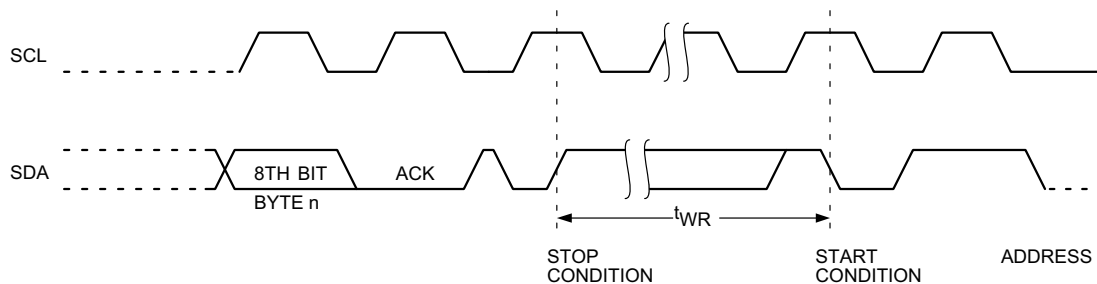 SCL
SDA
8TH BIT
ACK
BYTE n
tWR
STOP
CONDITION
START
CONDITION
ADDRESS